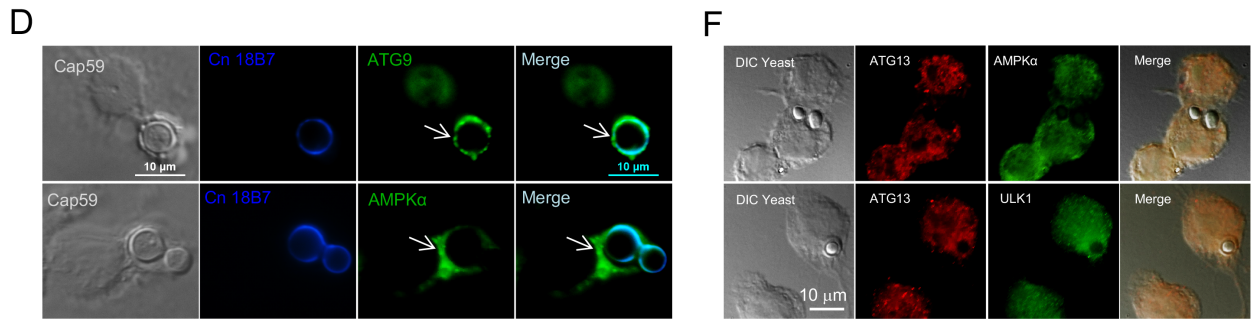 D
Cap59 Cn 18B7 ATG9 Merge
10 µm 10 µm
Cap59 Cn 18B7 AMPKα Merge
F
DIC Yeast ATG13 AMPKα Merge
DIC Yeast ATG13 ULK1 Merge
10 µm